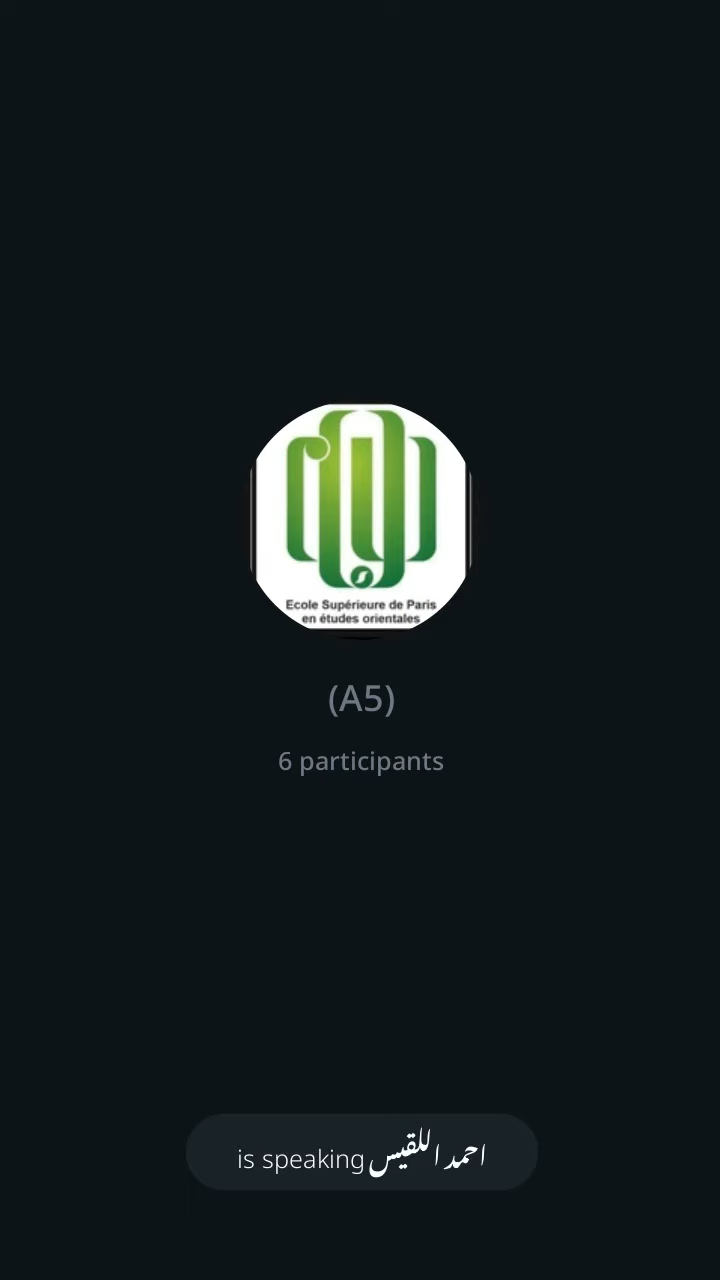 Ecole Supérieure de Paris
en études orientales
(A5)
6 participants
احمد اللقيس is speaking